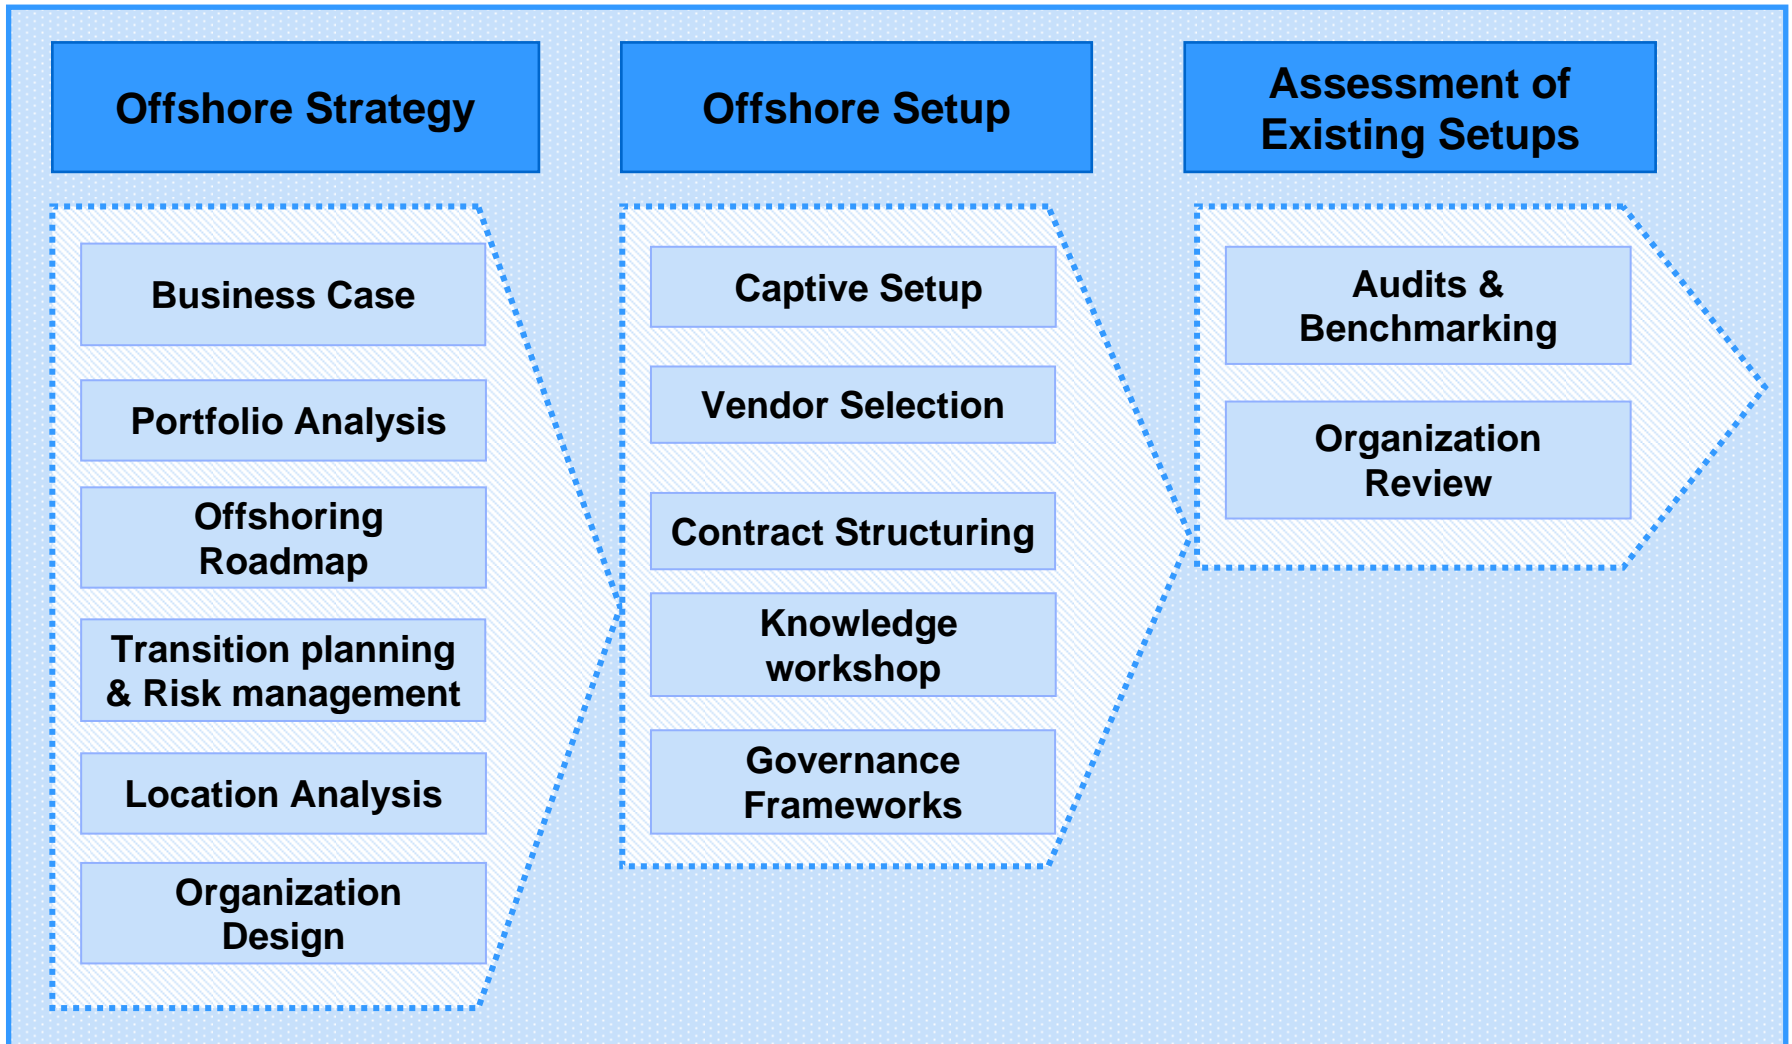 Offshore Strategy
Business Case
Portfolio Analysis
Offshoring
Roadmap
Transition planning
& Risk management
Location Analysis
Organization
Design
Offshore Setup
Captive Setup
Vendor Selection
Contract Structuring
Knowledge
workshop
Governance
Frameworks
Assessment of
Existing Setups
Audits &
Benchmarking
Organization
Review